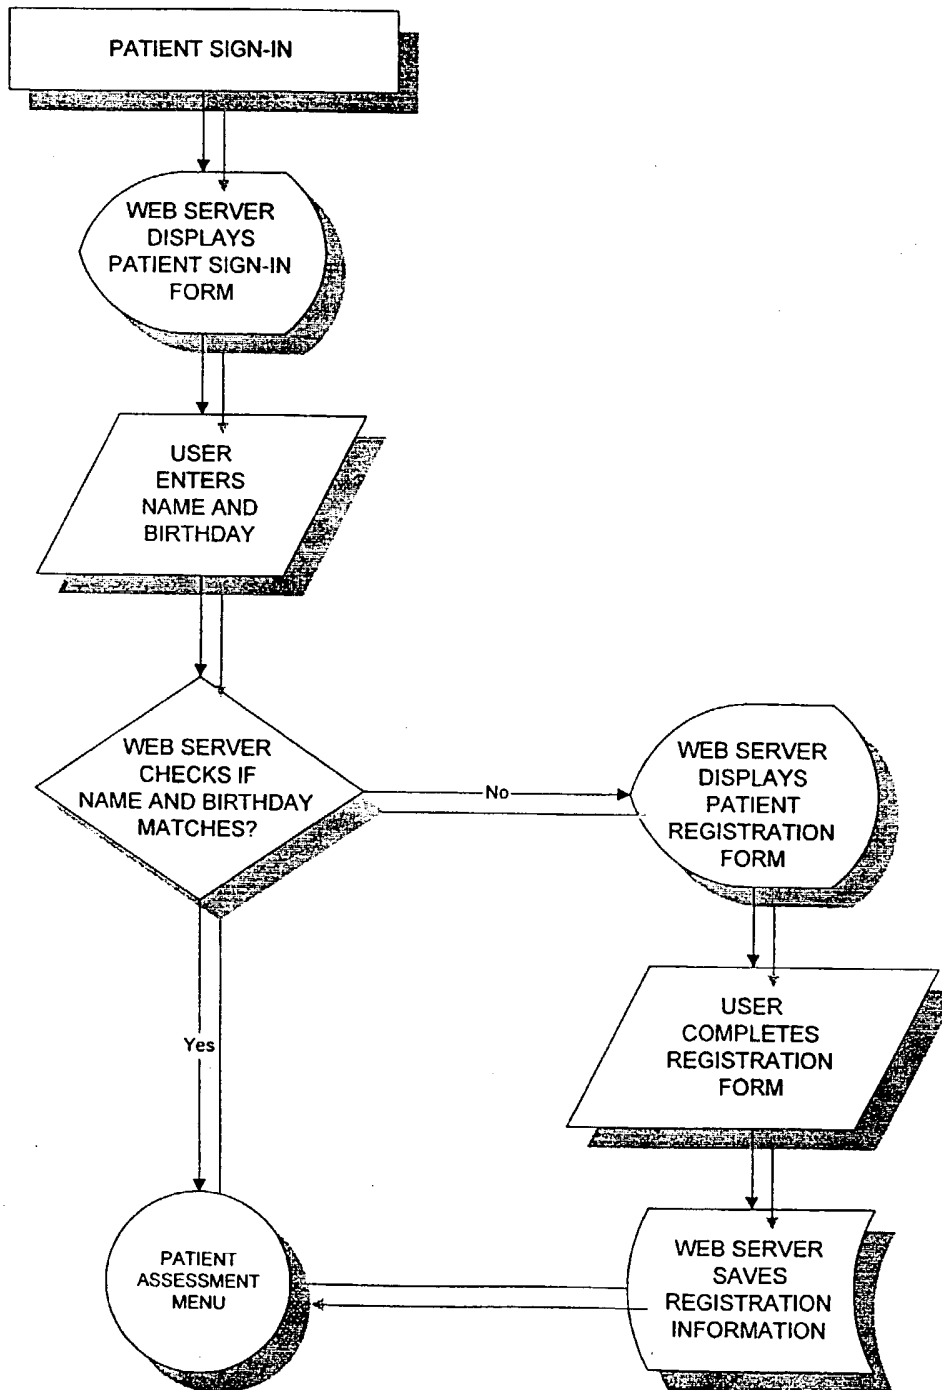 PATIENT SIGN-IN
WEB SERVER
DISPLAYS
PATIENT SIGN-IN
FORM
USER
ENTERS
NAME AND
BIRTHDAY
WEB SERVER
CHECKS IF
NAME AND BIRTHDAY
MATCHES?
No
WEB SERVER
DISPLAYS
PATIENT
REGISTRATION
FORM
USER
COMPLETES
REGISTRATION
FORM
Yes
WEB SERVER
SAVES
REGISTRATION
INFORMATION
PATIENT
ASSESSMENT
MENU